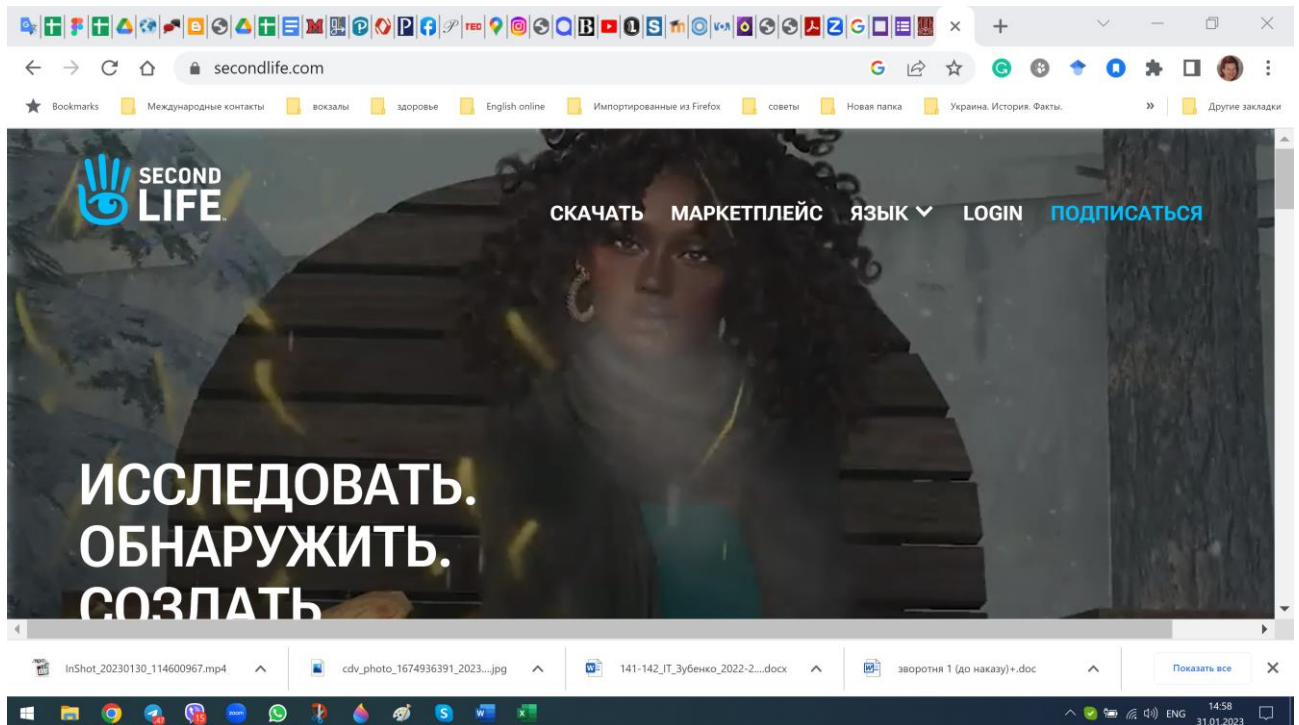 secondlife.com
G
Bookmarks
Международные контакты
вокзалы
здоровье
English online
Импортированные из Firefox
советы
Новая папка
Украина. История. Факты.
»
Другие закладки
SECOND
LIFE
СКАЧАТЬ МАРКЕТПЛЕЙС ЯЗЫК LOGIN ПОДПИСАТЬСЯ
ИССЛЕДОВАТЬ.
ОБНАРУЖИТЬ.
СОЗДАТЬ
InShot_20230130_114600967.mp4
cdv_photo_1674936391_2023....jpg
141-142_IT_Зубенко_2022-2....docx
зворотня 1 (до наказу)+.doc
Показать все
zoom
ENG
14:58
31.01.2023